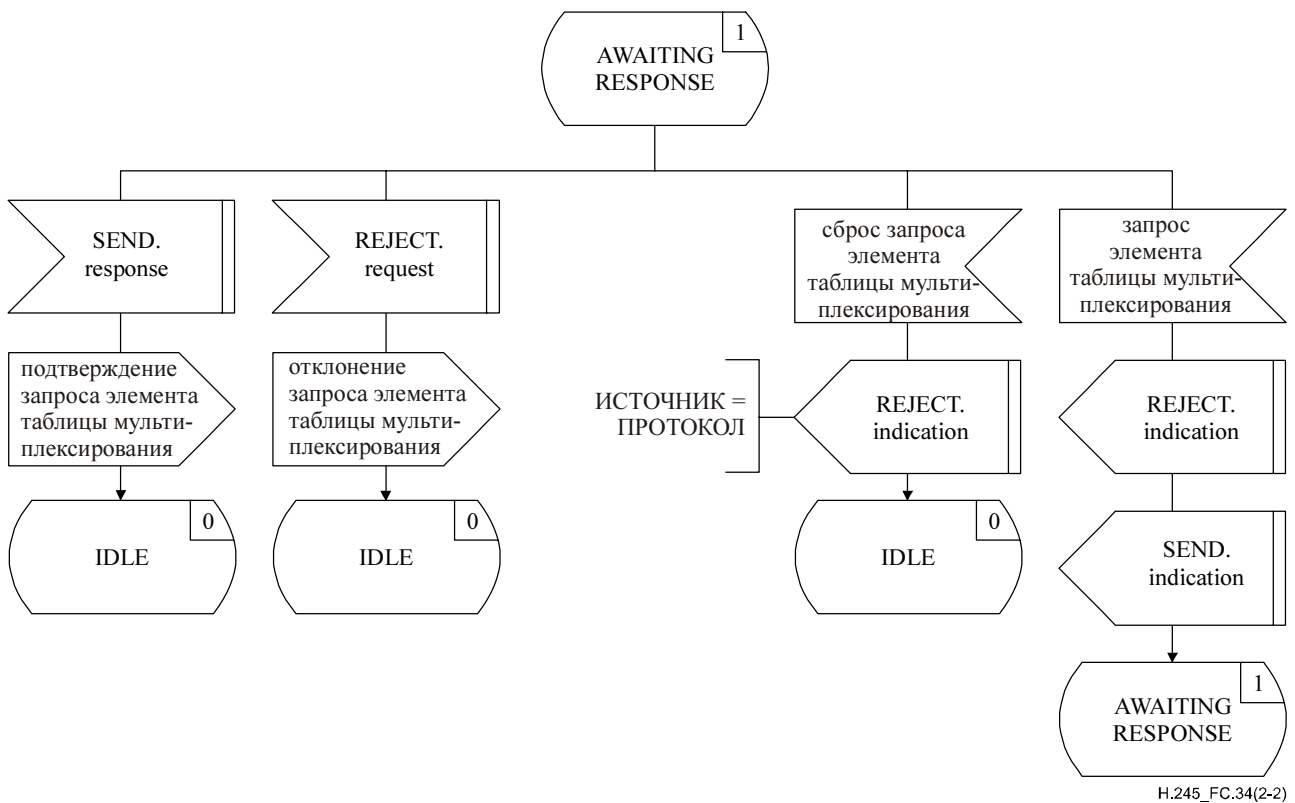 1
AWAITING
RESPONSE
SEND.
response
REJECT.
request
сброс запроса
элемента
таблицы мульти-
плексирования
запрос
элемента
таблицы мульти-
плексирования
подтверждение
запроса элемента
таблицы мульти-
плексирования
отклонение
запроса элемента
таблицы мульти-
плексирования
ИСТОЧНИК =
ПРОТОКОЛ
REJECT.
indication
REJECT.
indication
0
IDLE
0
IDLE
0
IDLE
SEND.
indication
1
AWAITING
RESPONSE
H.245_FC.34(2-2)